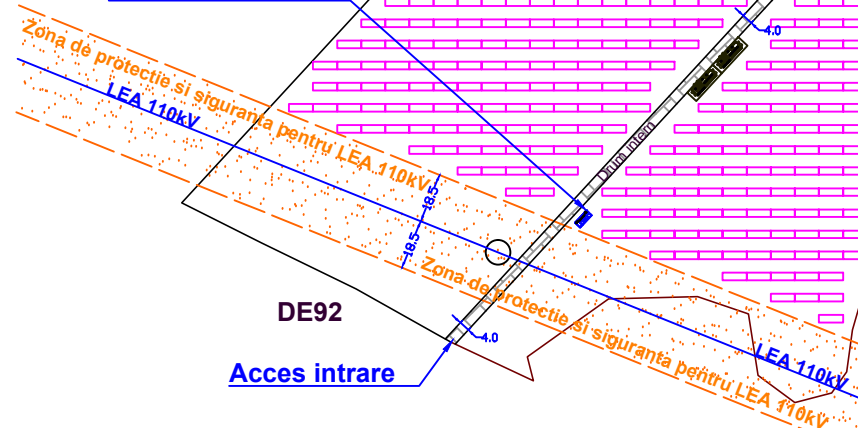 4.0
Zona de protectie si siguranta pentru LEA 110kV
LEA 110kV
Drum intern
18.5
18.5
Zona de protectie si siguranta pentru LEA 110kV
DE92
4.0
LEA 110kV
Acces intrare